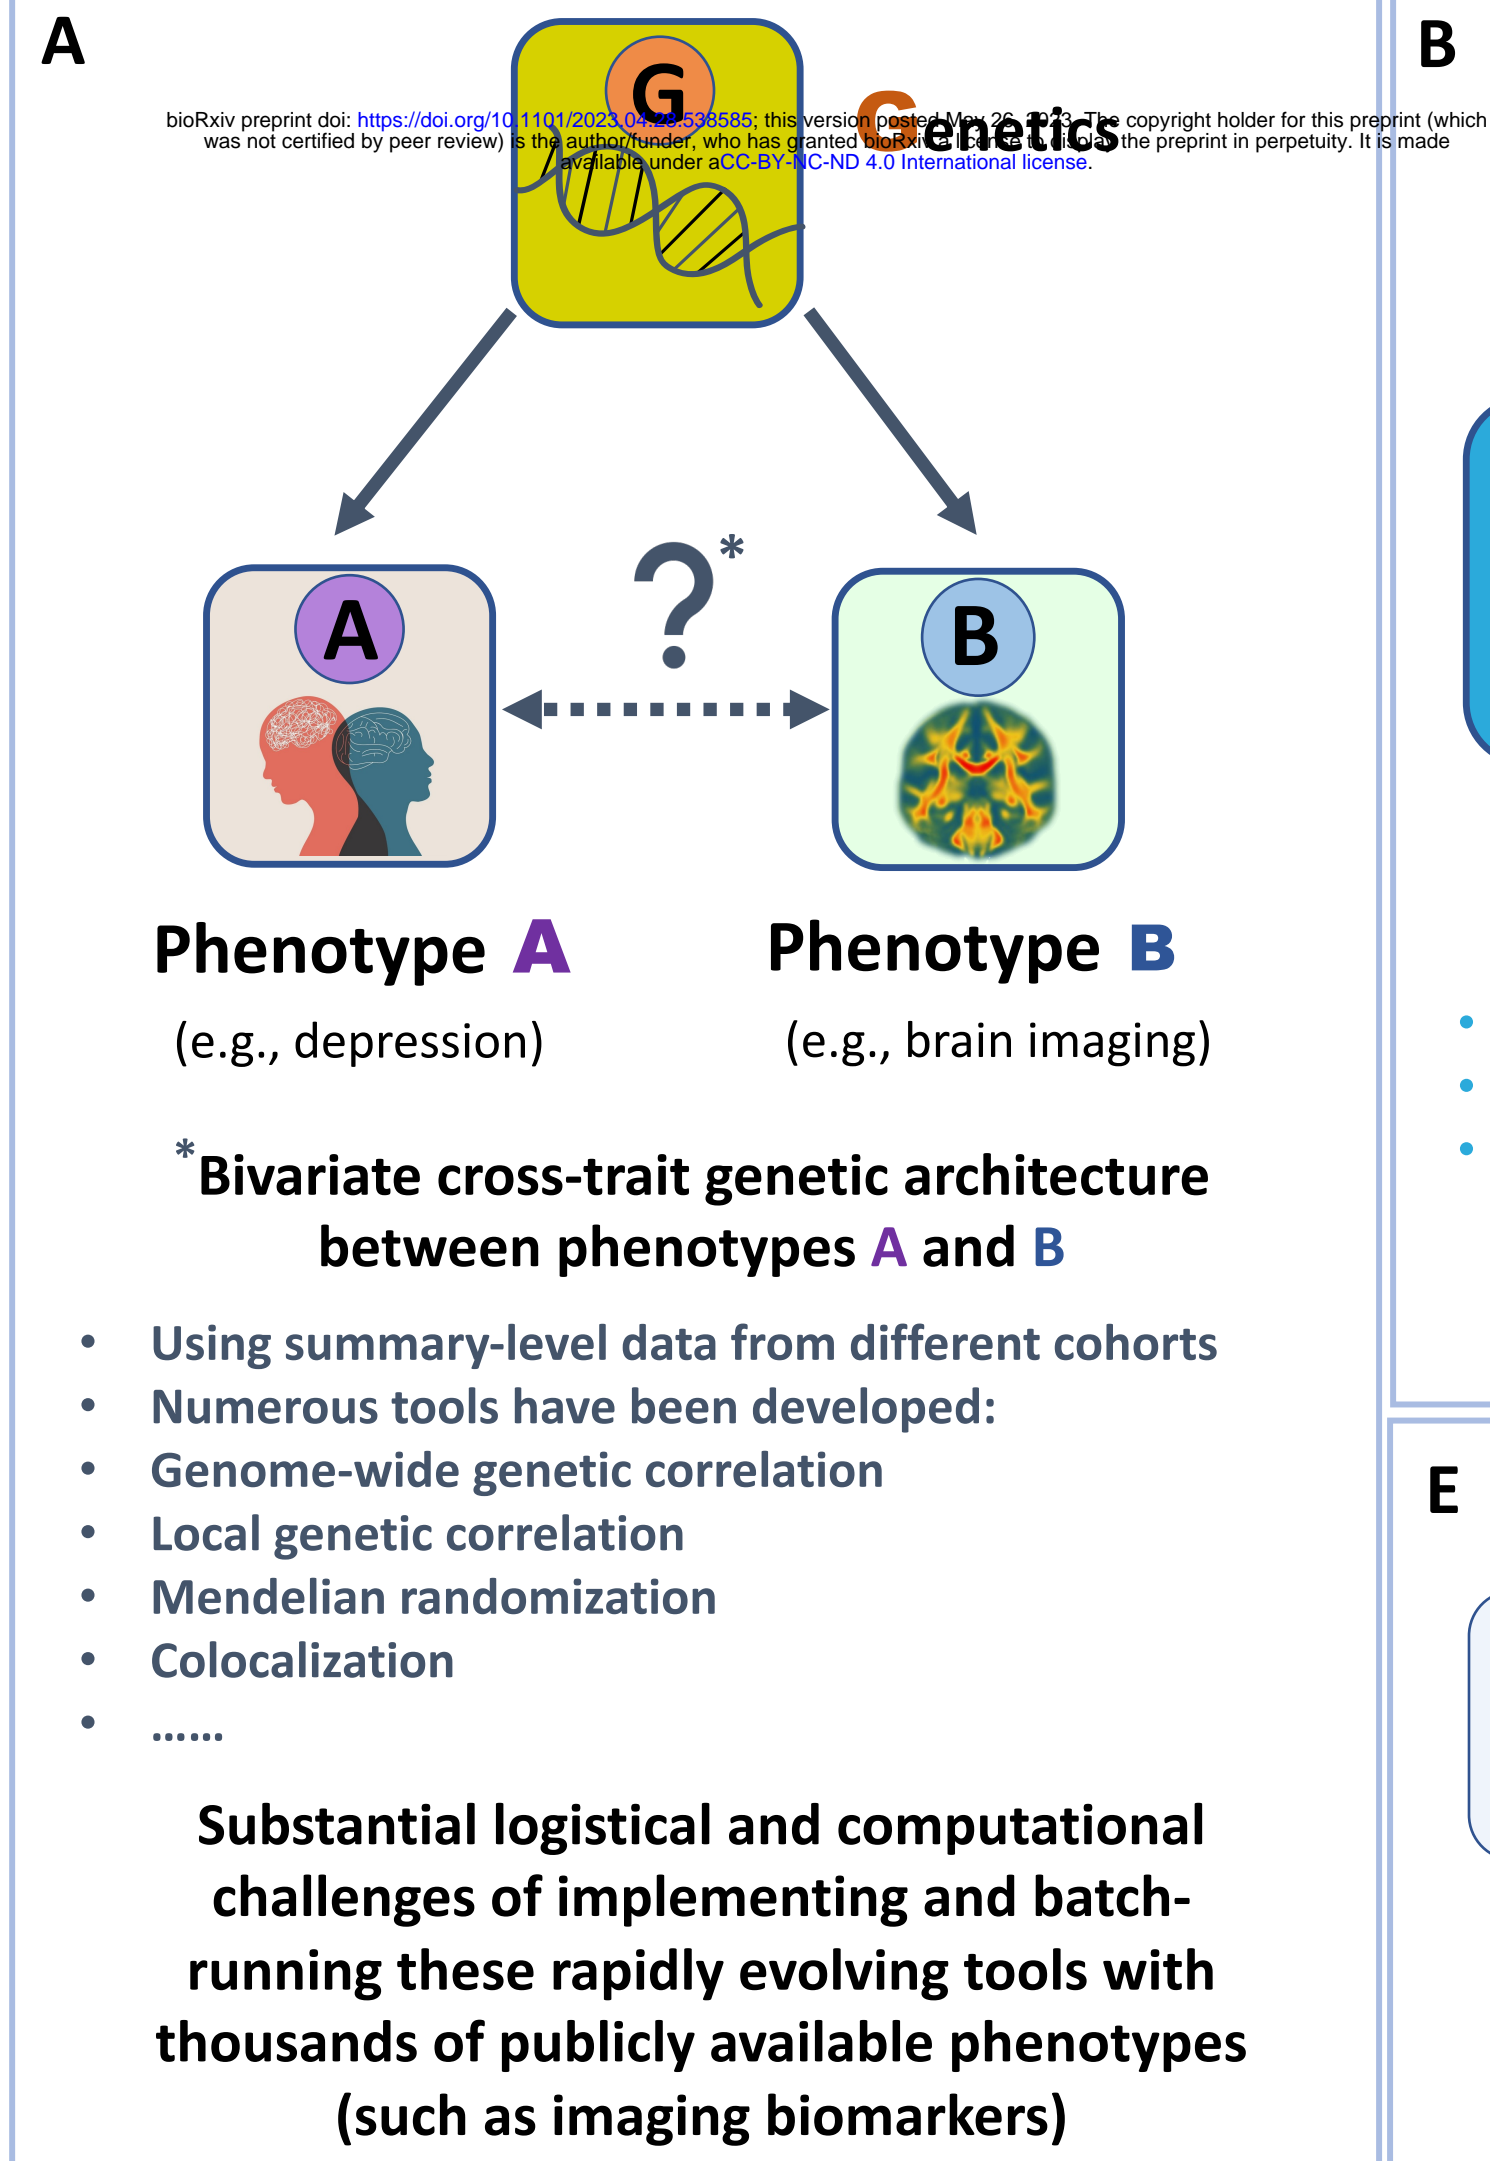 A
B
G
Genetics
bioRxiv preprint doi: https://doi.org/10.1101/2023.04.28.538585; this version posted May 26, 2023. The copyright holder for this preprint (which
was not certified by peer review) is the author/funder, who has granted bioRxiv a license to display the preprint in perpetuity. It is made
available under aCC-BY-NC-ND 4.0 International license.
?*
A
B
Phenotype A
Phenotype B
(e.g., depression)
(e.g., brain imaging)
*Bivariate cross-trait genetic architecture
between phenotypes A and B
• Using summary-level data from different cohorts
• Numerous tools have been developed:
• Genome-wide genetic correlation
• Local genetic correlation
• Mendelian randomization
• Colocalization
• ......
E
Substantial logistical and computational
challenges of implementing and batch-
running these rapidly evolving tools with
thousands of publicly available phenotypes
(such as imaging biomarkers)